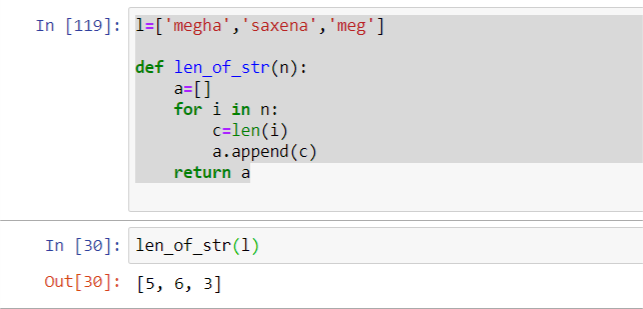 In [119]: l=['megha','saxena','meg']
def len_of_str(n):
    a=[]
    for i in n:
        c=len(i)
        a.append(c)
    return a
In [30]: len_of_str(l)
Out[30]: [5, 6, 3]